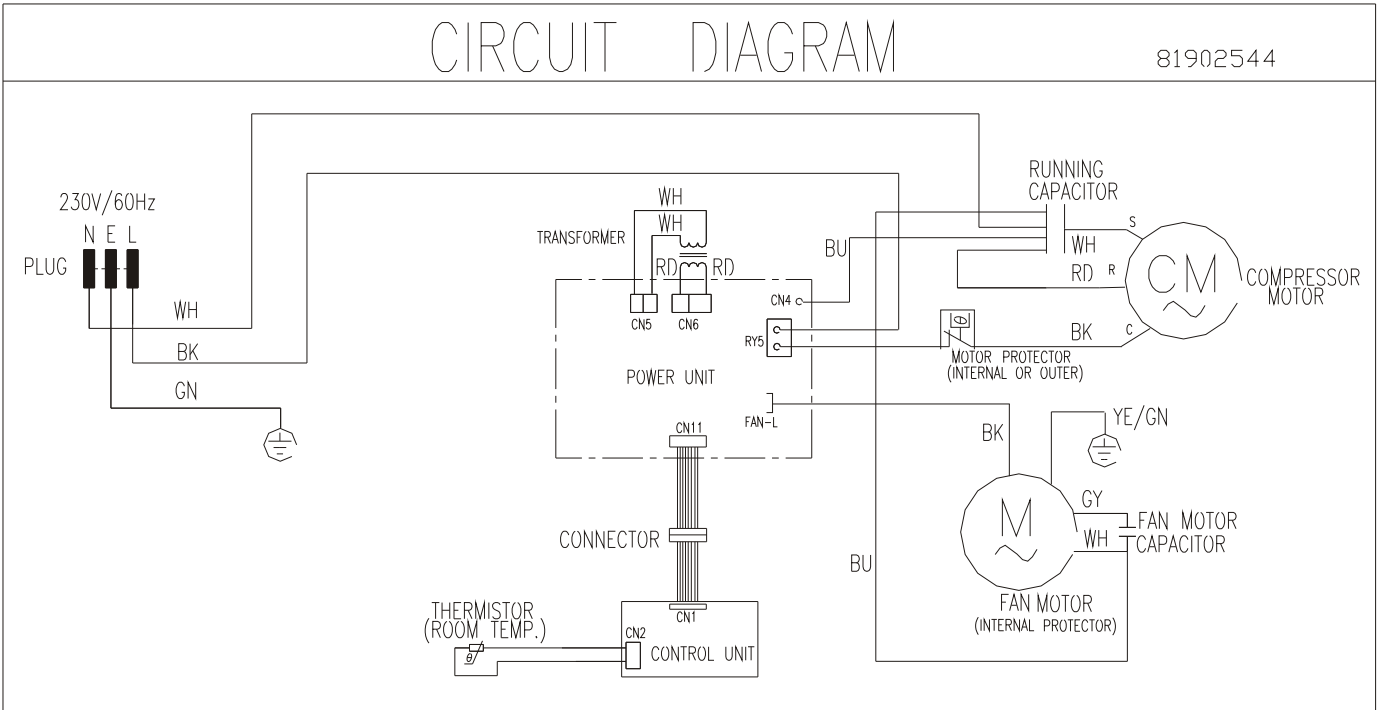 CIRCUIT DIAGRAM
81902544
230V/60Hz
N E L
PLUG
WH
BK
GN
WH
WH
TRANSFORMER
RD
RD
CN5
CN6
CN4
RY5
POWER UNIT
FAN-L
CN11
CONNECTOR
CN1
CN2
CONTROL UNIT
THERMISTOR
(ROOM TEMP.)
θ
RUNNING
CAPACITOR
BU
WH
RD
S
R
C
CM
COMPRESSOR
MOTOR
θ
BK
MOTOR PROTECTOR
(INTERNAL OR OUTER)
BK
YE/GN
M
GY
WH
FAN MOTOR
CAPACITOR
BU
FAN MOTOR
(INTERNAL PROTECTOR)